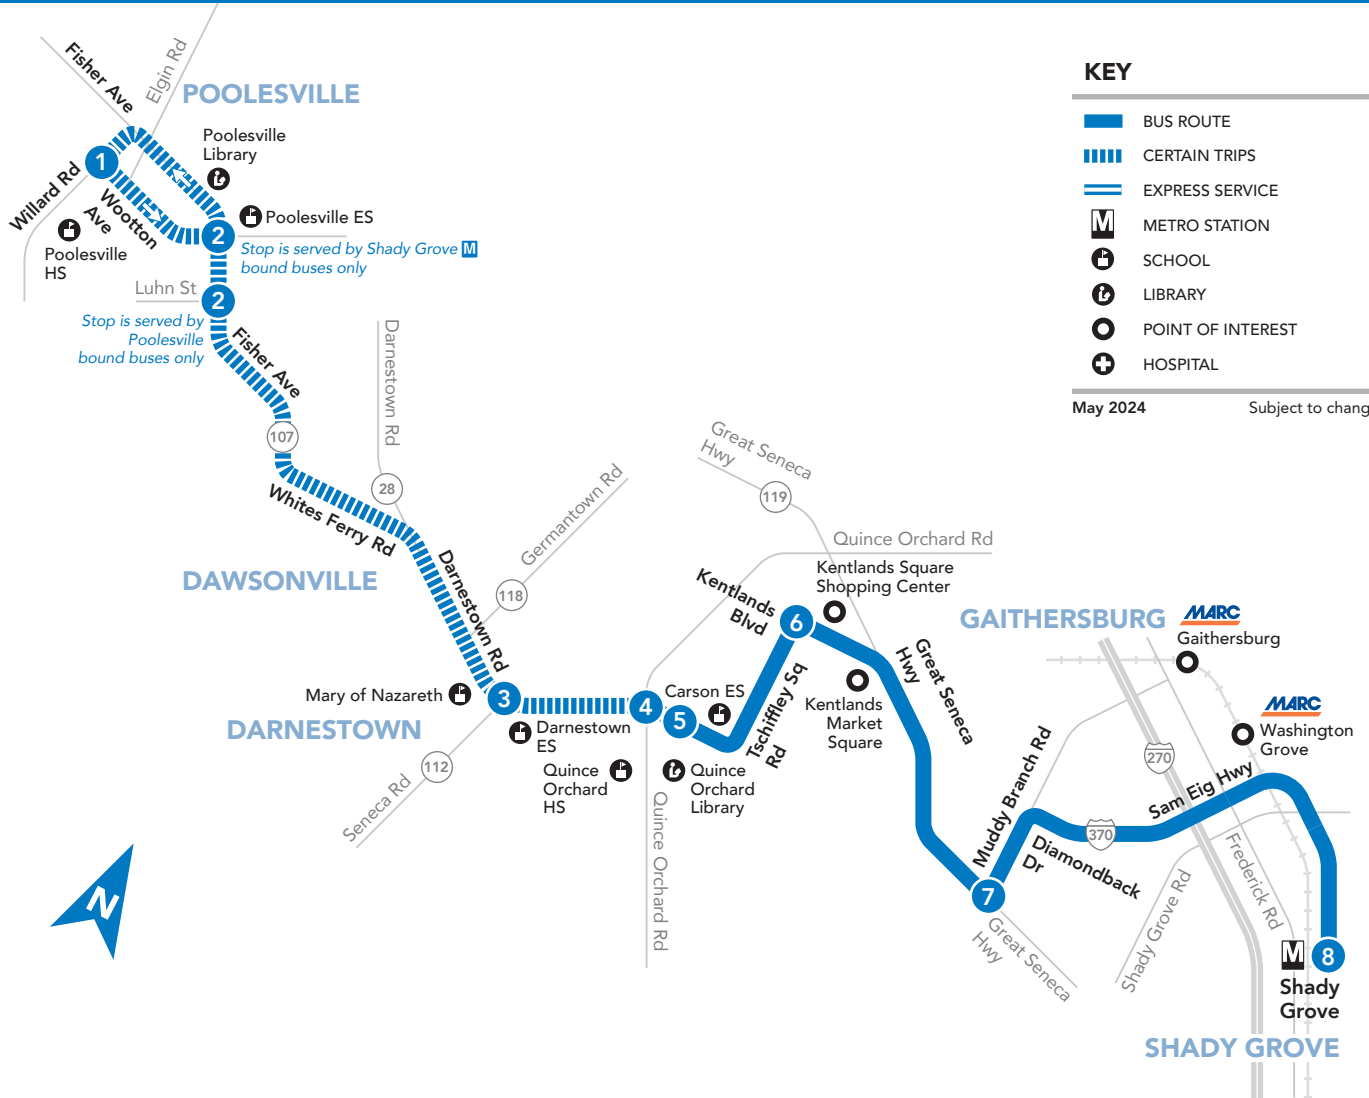 Fisher Ave
Elgin Rd
POOLESVILLE
Poolesville
Library
1
Willard Rd
Wootton
Ave
Poolesville ES
Poolesville
HS
2
Stop is served by Shady Grove M
bound buses only
Luhn St
2
Stop is served by
Poolesville
bound buses only
Fisher Ave
Darnestown Rd
107
28
Whites Ferry Rd
Germantown Rd
118
DAWSONVILLE
Darnestown Rd
Mary of Nazareth
3
DARNESTOWN
Darnestown
ES
112
Seneca Rd
Quince
Orchard
HS
4
5
Carson ES
Quince
Orchard
Library
Quince Orchard Rd
Tschiffley Sq
Rd
Great Seneca
Hwy
119
Quince Orchard Rd
Kentlands Square
Shopping Center
Kentlands
Blvd
6
Kentlands
Market
Square
Great Seneca
Hwy
GAITHERSBURG
MARC
Gaithersburg
MARC
Washington
Grove
Muddy Branch Rd
270
Sam Eig Hwy
370
Diamondback
Dr
7
Great Seneca
Hwy
Shady Grove Rd
Frederick Rd
M
8
Shady
Grove
SHADY GROVE
N
KEY
BUS ROUTE
CERTAIN TRIPS
EXPRESS SERVICE
M METRO STATION
SCHOOL
LIBRARY
POINT OF INTEREST
HOSPITAL
May 2024
Subject to chang